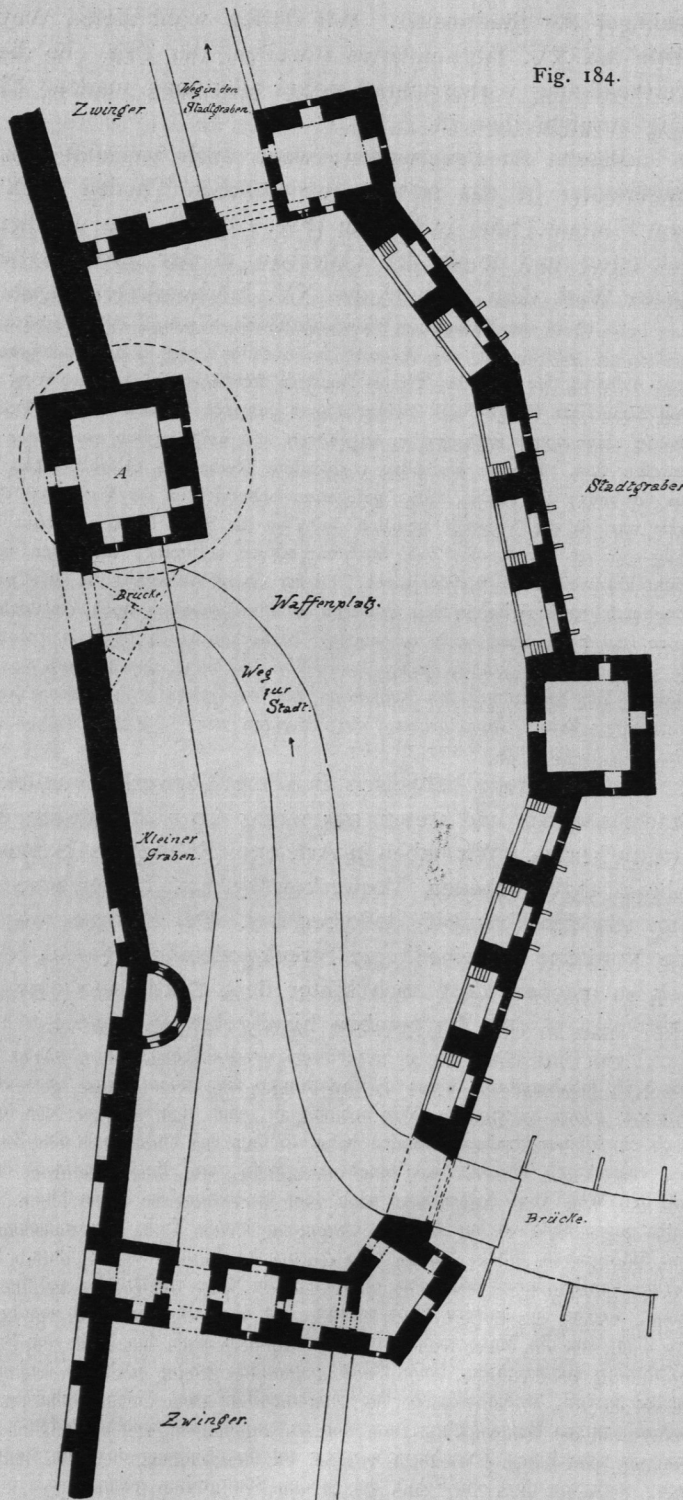 Fig. 184.
Zwinger
Weg in den
Stadtgraben.
A
Stadtgraben
Brücke
Waffenplatz.
Weg
zur
Stadt.
Kleiner
Graben
Brücke.
Zwinger.